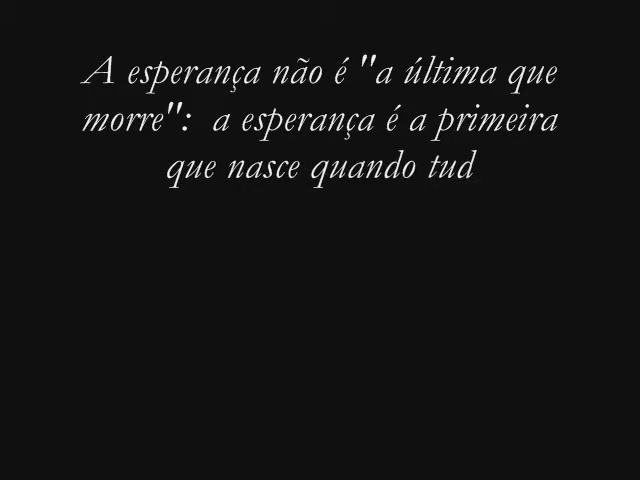 A esperança não é "a última que
morre":  a esperança é a primeira
que nasce quando tud